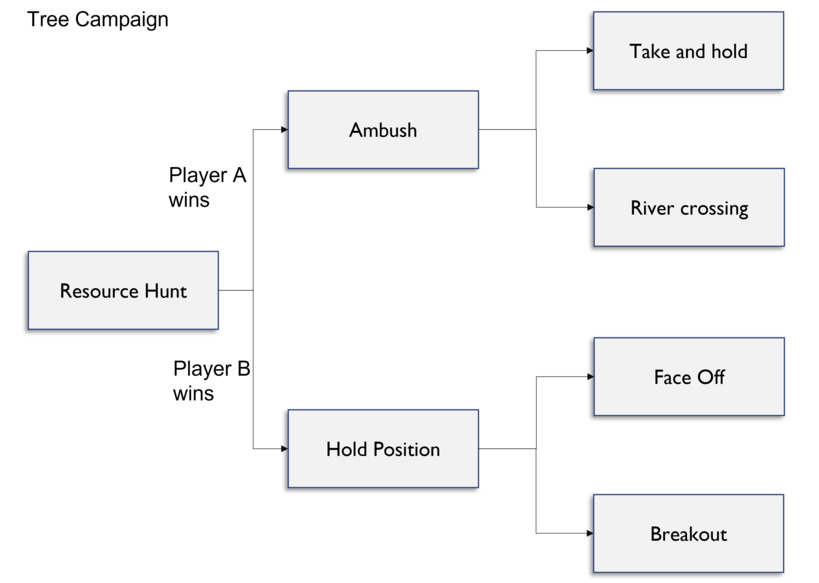 Tree Campaign
Take and hold
Ambush
Player A
wins
River crossing
Resource Hunt
Player B
wins
Face Off
Hold Position
Breakout